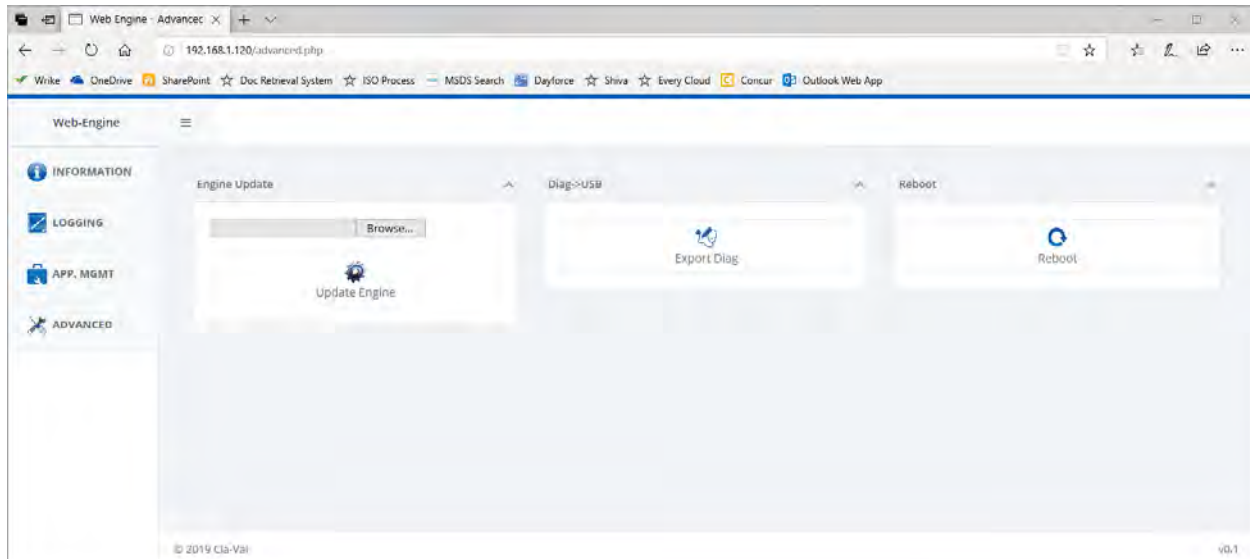 Web Engine - Advanced
192.168.1.120/advanced.php
Wrike OneDrive SharePoint Doc Retrieval System ISO Process MSDS Search Dayforce Shiva Every Cloud Concur Outlook Web App
Web-Engine
INFORMATION
LOGGING
APP. MGMT
ADVANCED
Engine Update
Browse...
Update Engine
Diag->USB
Export Diag
Reboot
Reboot
© 2019 Cla-Val
v0.1